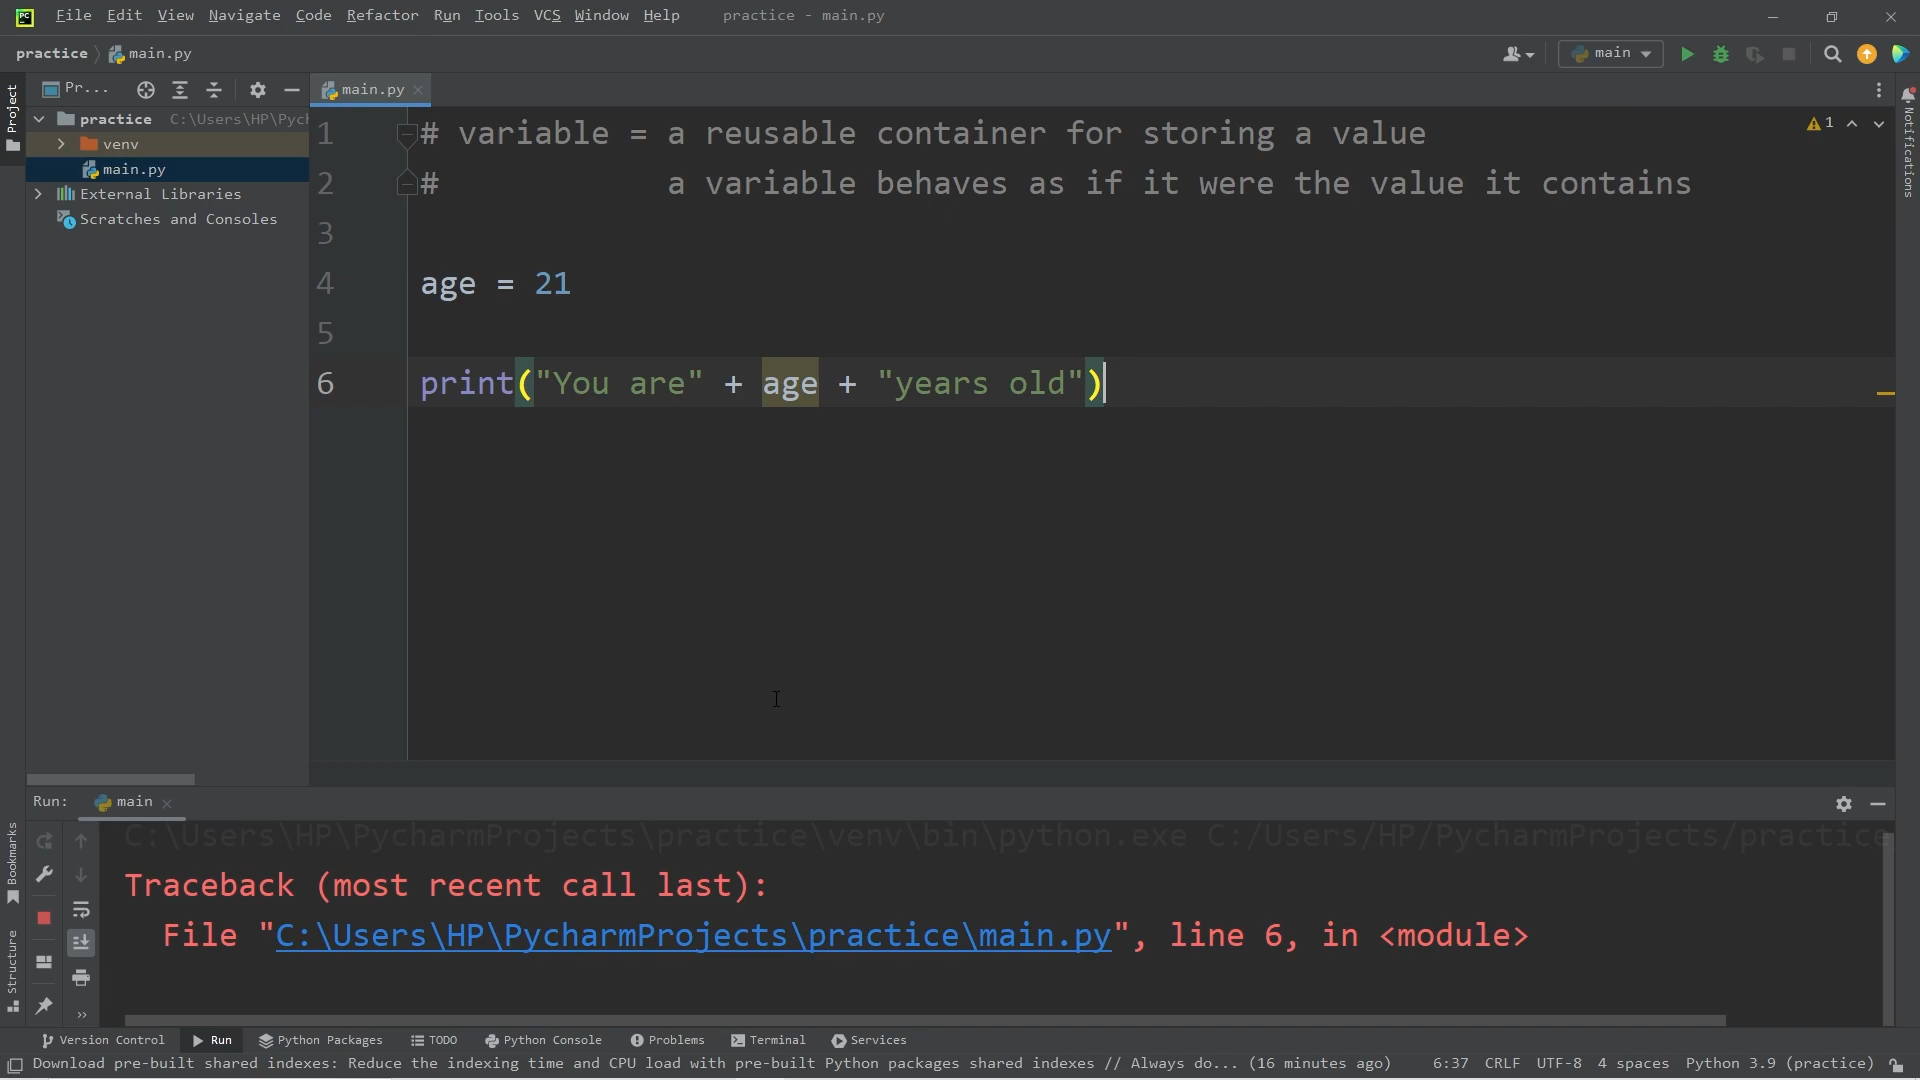 File Edit View Navigate Code Refactor Run Tools VCS Window Help practice - main.py
practice main.py main
Project Pr... main.py
practice C:\Users\HP\Pych
venv
main.py
External Libraries
Scratches and Consoles
1 # variable = a reusable container for storing a value
2 # a variable behaves as if it were the value it contains
3
4 age = 21
5
6 print("You are" + age + "years old")
1
Notifications
Run: main
C:\Users\HP\PycharmProjects\practice\venv\bin\python.exe C:/Users/HP/PycharmProjects/practice
Traceback (most recent call last):
File "C:\Users\HP\PycharmProjects\practice\main.py", line 6, in <module>
Bookmarks
Structure
Version Control Run Python Packages TODO Python Console Problems Terminal Services
Download pre-built shared indexes: Reduce the indexing time and CPU load with pre-built Python packages shared indexes // Always do... (16 minutes ago) 6:37 CRLF UTF-8 4 spaces Python 3.9 (practice)